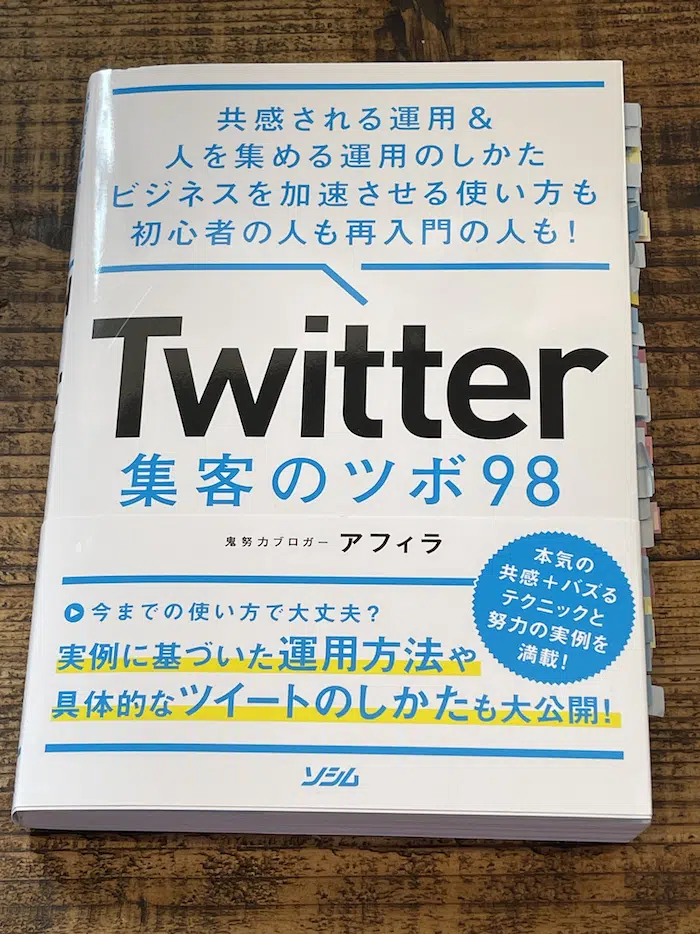 共感される運用&
人を集める運用のしかた
ビジネスを加速させる使い方も
初心者の人も再入門の人も!
Twitter
集客のツボ98
鬼努力ブロガー アフィラ
本気の
共感+バズる
テクニックと
努力の実例を
満載!
今までの使い方で大丈夫?
実例に基づいた運用方法や
具体的なツイートのしかたも大公開!
ソシム